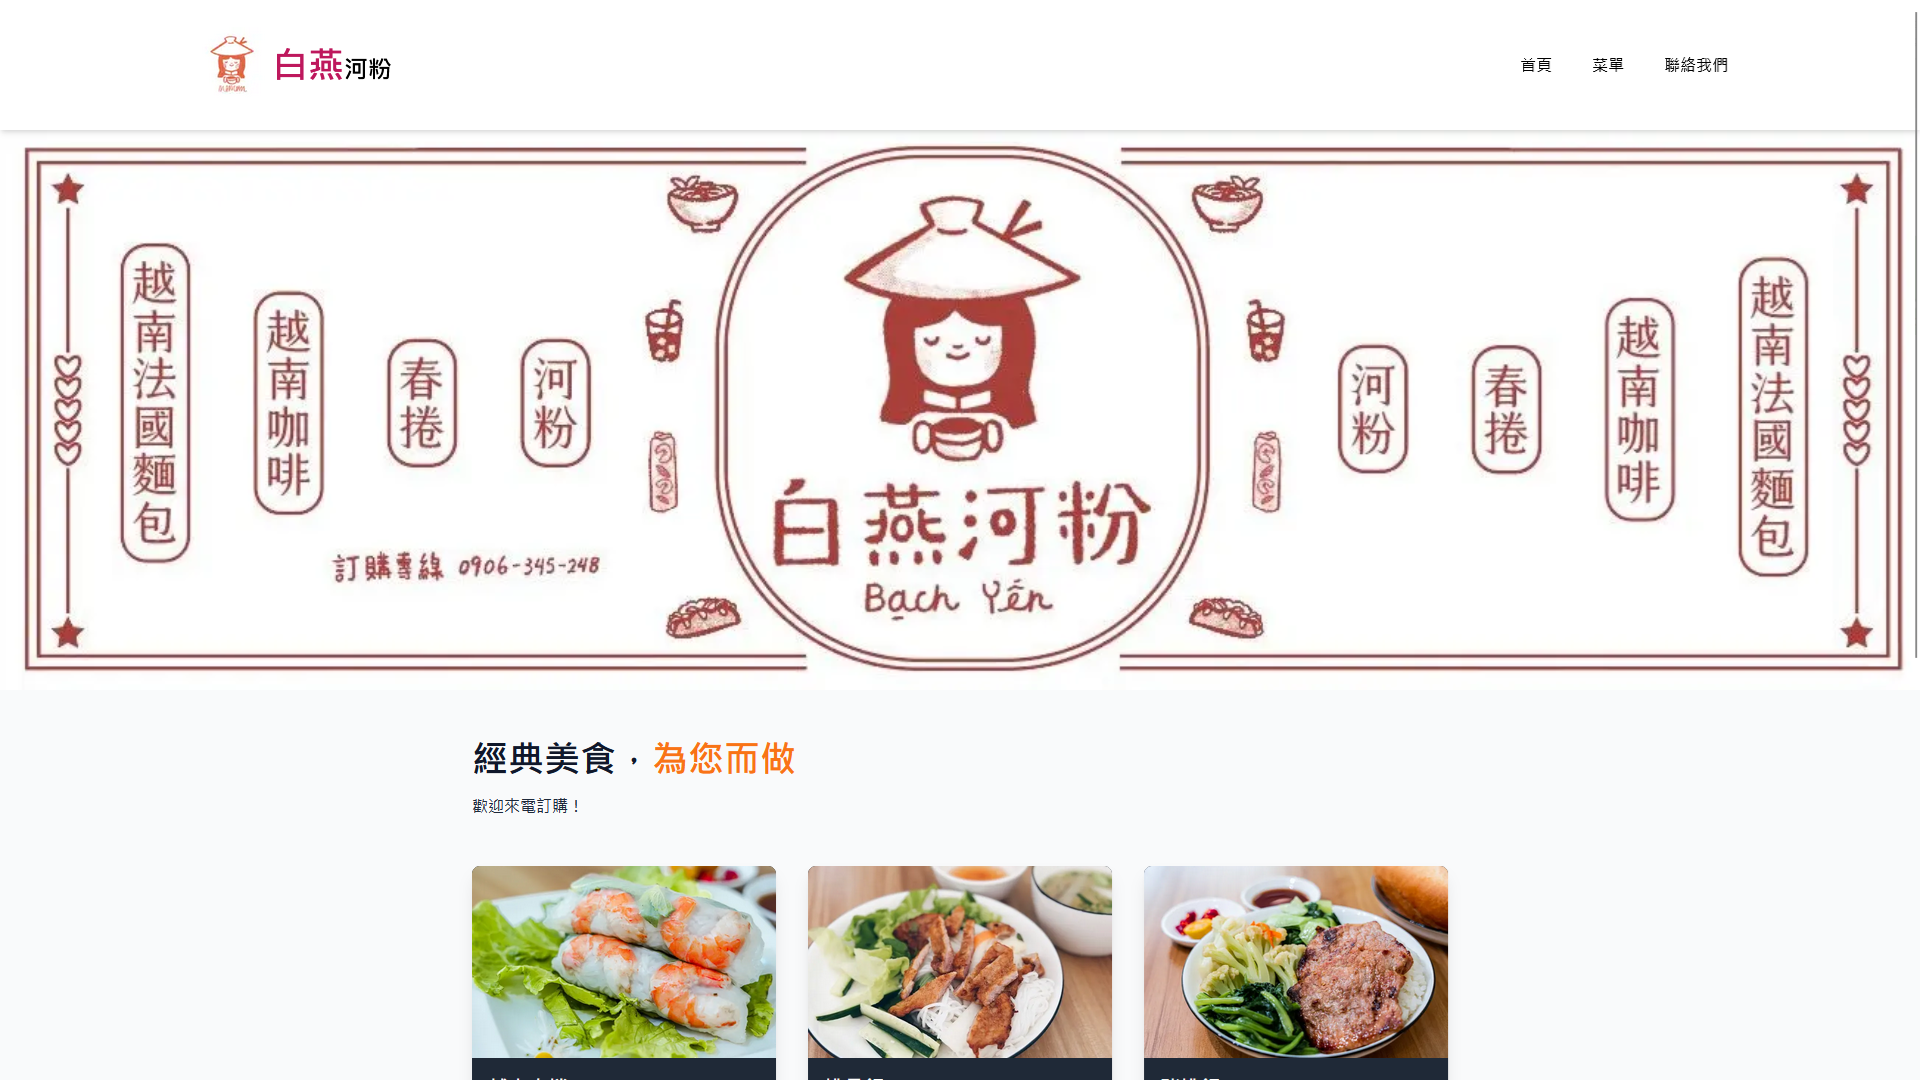 白燕河粉
首頁
菜單
聯絡我們
越南法國麵包
越南咖啡
春捲
河粉
訂購專線 0906-345-248
白燕河粉
Bạch Yến
河粉
春捲
越南咖啡
越南法國麵包
經典美食，為您而做
歡迎來電訂購！